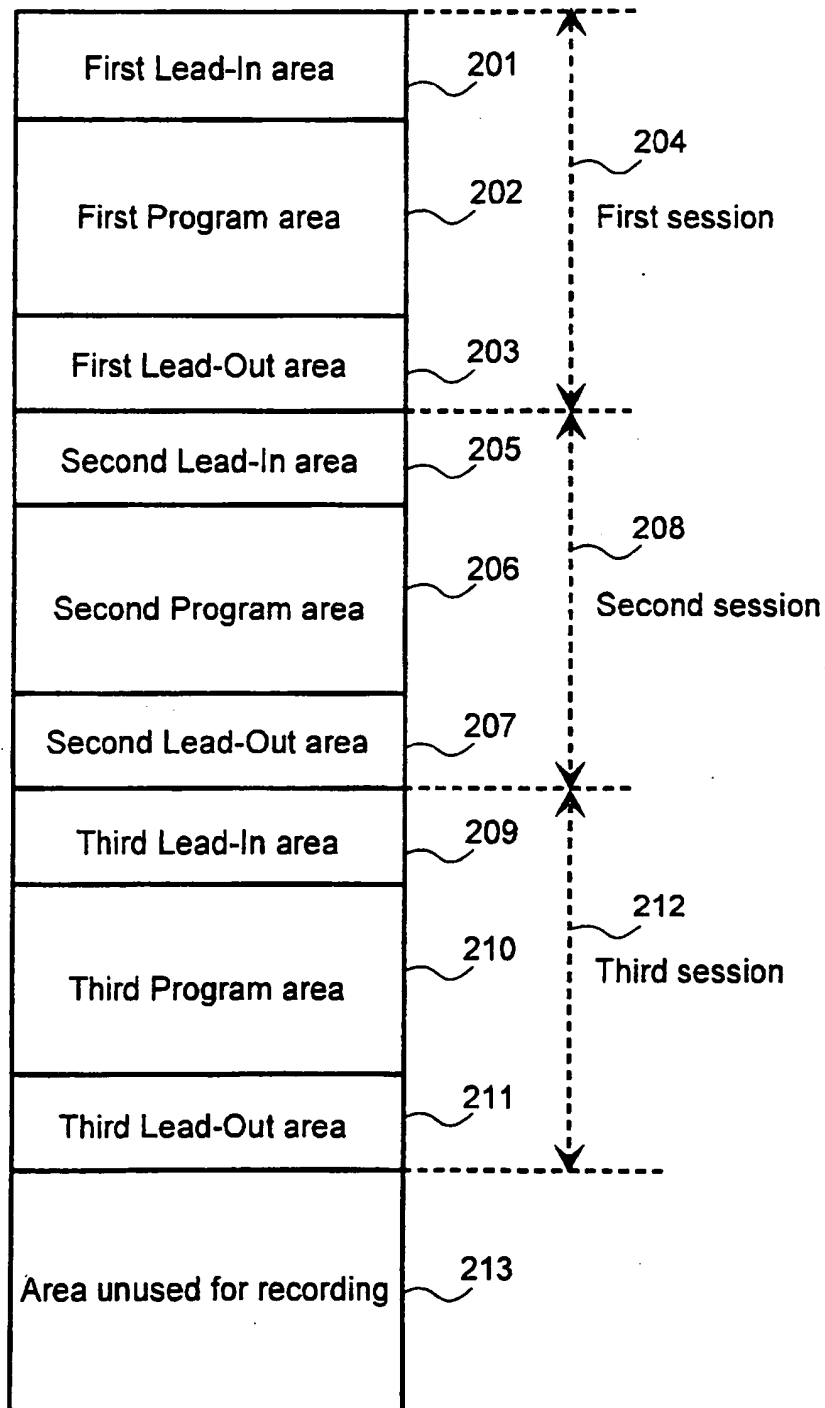 First Lead-In area
201
204
First Program area
202
First session
First Lead-Out area
203
Second Lead-In area
205
208
Second Program area
206
Second session
Second Lead-Out area
207
Third Lead-In area
209
212
Third Program area
210
Third session
Third Lead-Out area
211
Area unused for recording
213